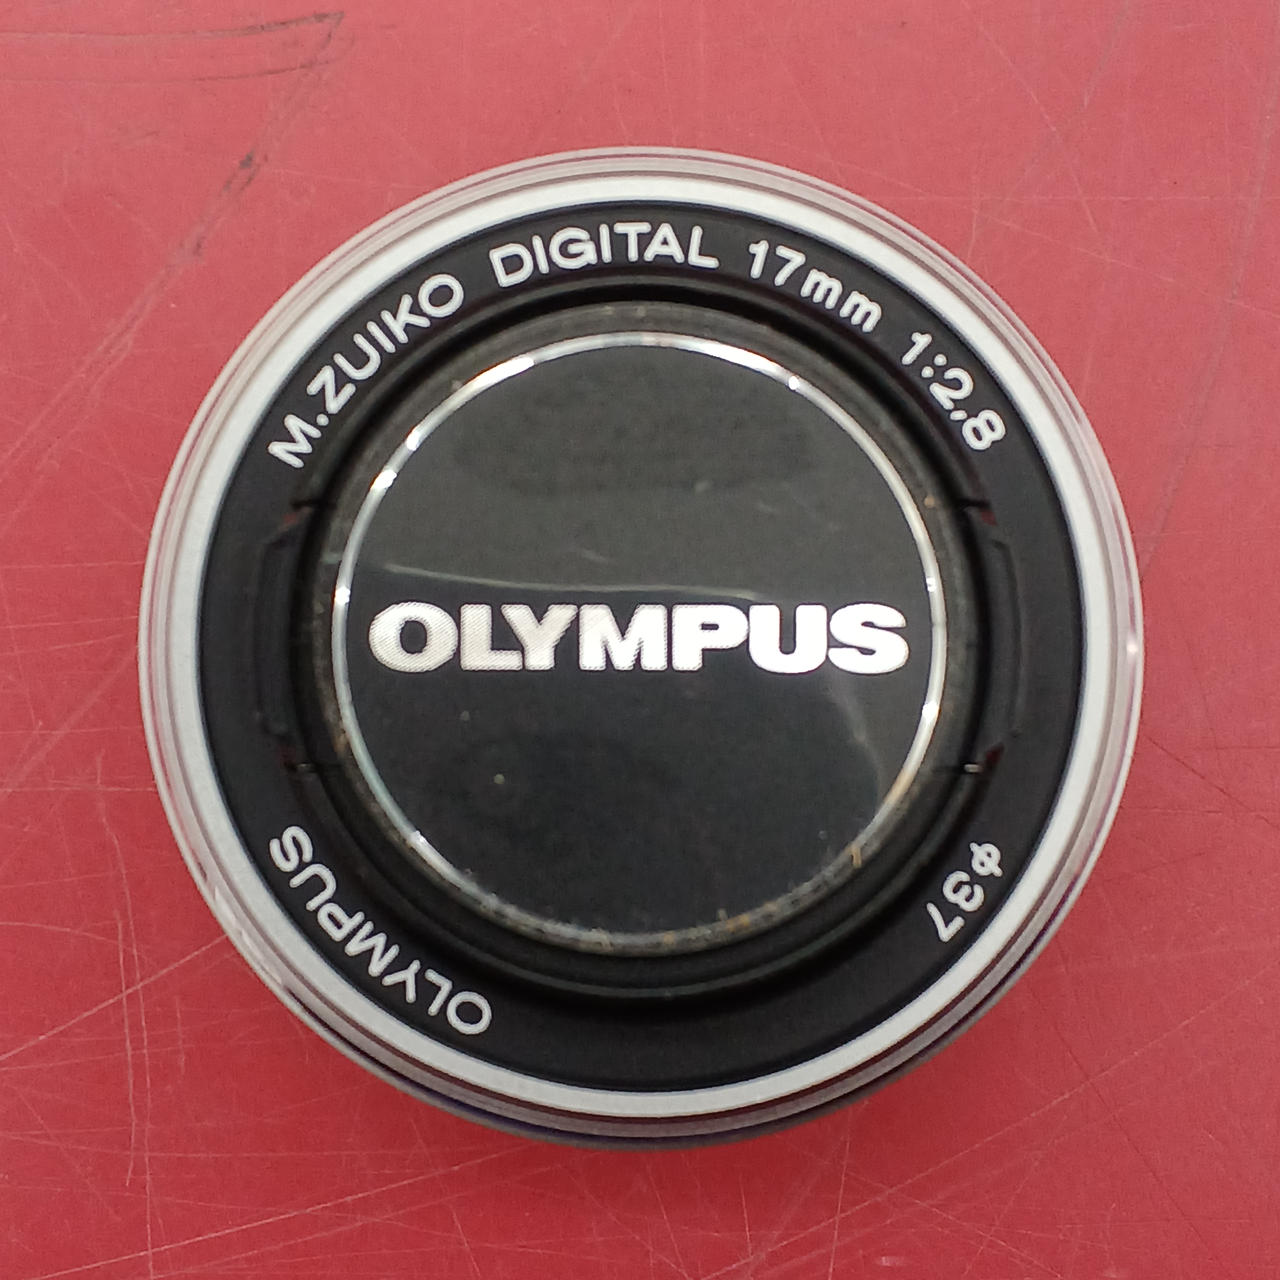 M.ZUIKO DIGITAL 17mm 1:2,8
OLYMPUS
OLYMPUS
ϕ37